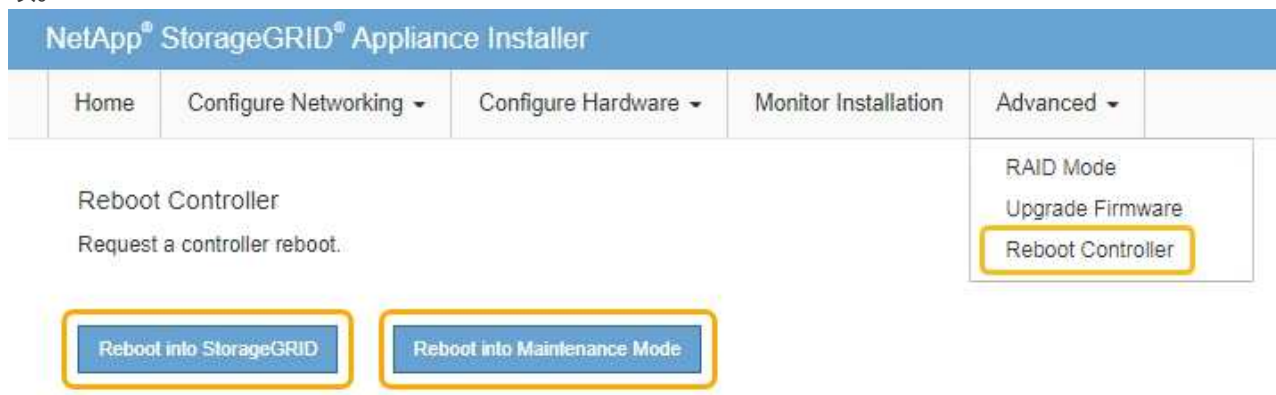 NetApp® StorageGRID® Appliance Installer
Home
Configure Networking
Configure Hardware
Monitor Installation
Advanced
RAID Mode
Upgrade Firmware
Reboot Controller
Reboot Controller
Request a controller reboot.
Reboot into StorageGRID
Reboot into Maintenance Mode